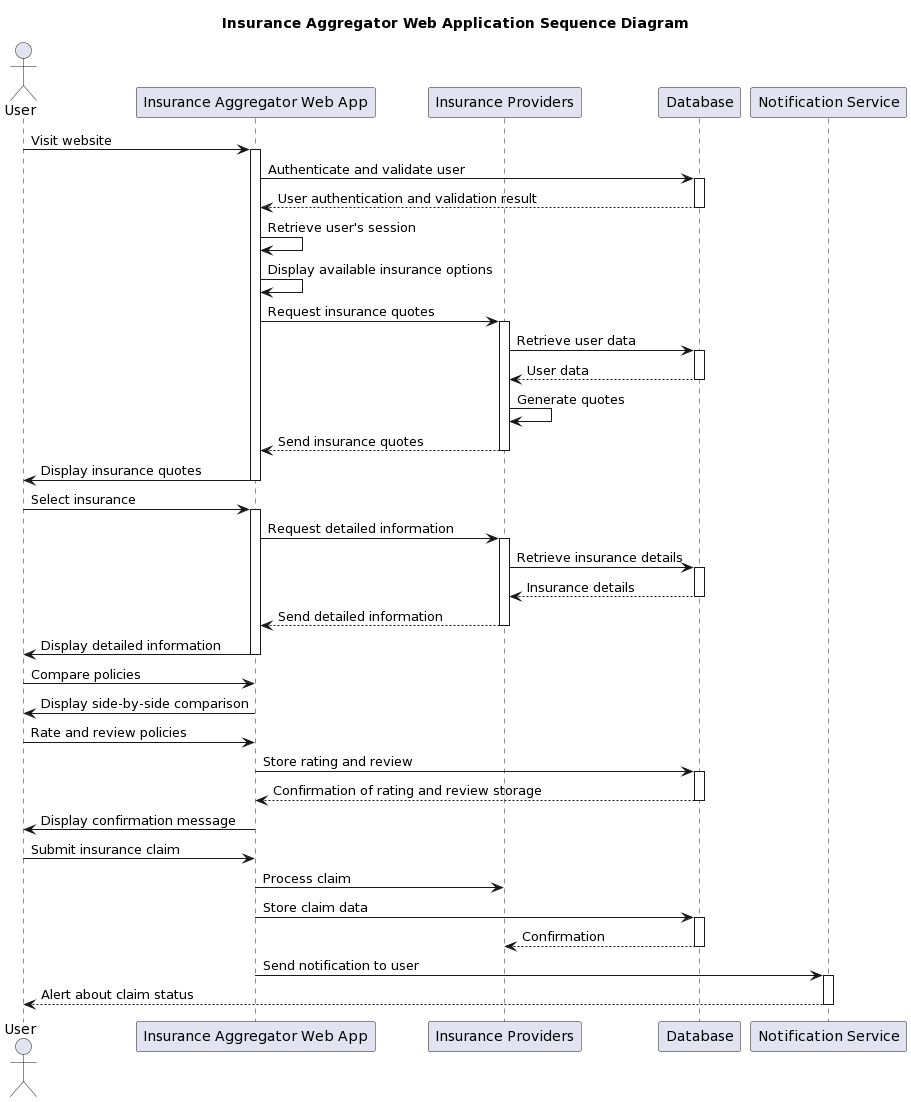 Insurance Aggregator Web Application Sequence Diagram
User
Insurance Aggregator Web App
Insurance Providers
Database
Notification Service
Visit website
Authenticate and validate user
User authentication and validation result
Retrieve user's session
Display available insurance options
Request insurance quotes
Retrieve user data
User data
Generate quotes
Send insurance quotes
Display insurance quotes
Select insurance
Request detailed information
Retrieve insurance details
Insurance details
Send detailed information
Display detailed information
Compare policies
Display side-by-side comparison
Rate and review policies
Store rating and review
Confirmation of rating and review storage
Display confirmation message
Submit insurance claim
Process claim
Store claim data
Confirmation
Send notification to user
Alert about claim status
User
Insurance Aggregator Web App
Insurance Providers
Database
Notification Service